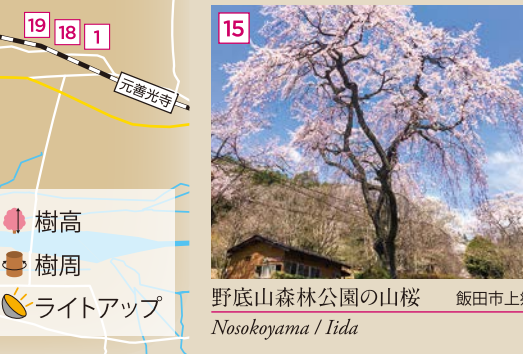 19
18
1
元善光寺
樹高
樹周
ライトアップ
15
野底山森林公園の山桜
飯田市上
Nosokoyama / Iida